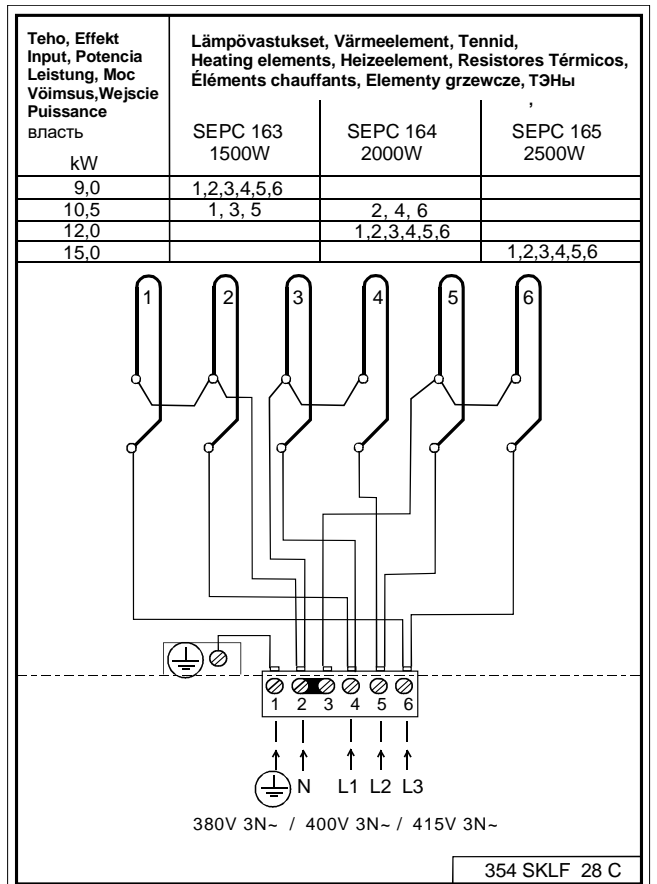 Teho, Effekt
Input, Potencia
Leistung, Moc
Vöimsus,Wejscie
Puissance
власть
kW
Lämpövastukset, Värmeelement, Tennid,
Heating elements, Heizeelement, Resistores Térmicos,
Éléments chauffants, Elementy grzewcze, ТЭНы
,
SEPC 163 SEPC 164 SEPC 165
1500W 2000W 2500W
9,0 1,2,3,4,5,6
10,5 1, 3, 5 2, 4, 6
12,0 1,2,3,4,5,6
15,0 1,2,3,4,5,6
1 2 3 4 5 6
1 2 3 4 5 6
N L1 L2 L3
380V 3N~ / 400V 3N~ / 415V 3N~
354 SKLF 28 C